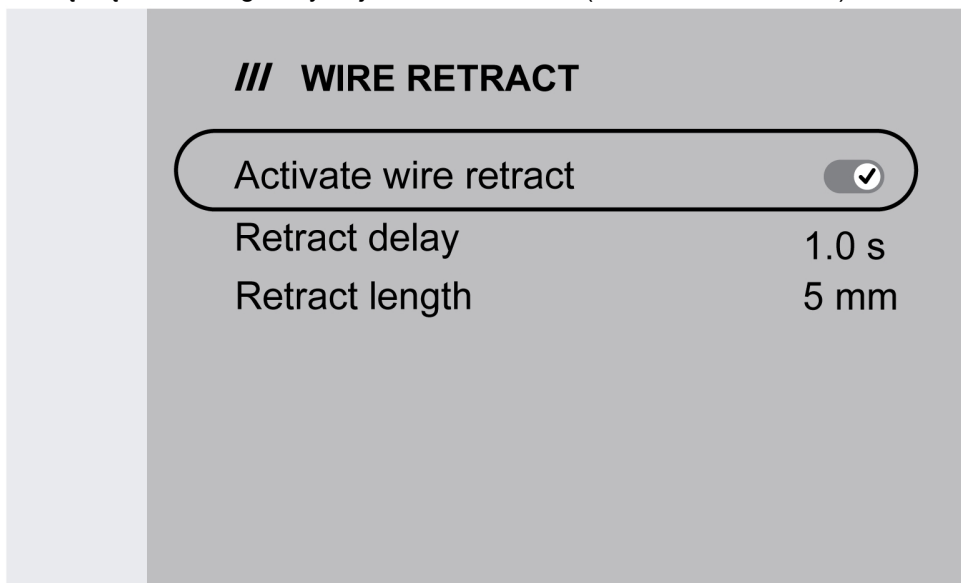 /// WIRE RETRACT
Activate wire retract
Retract delay 1.0 s
Retract length 5 mm